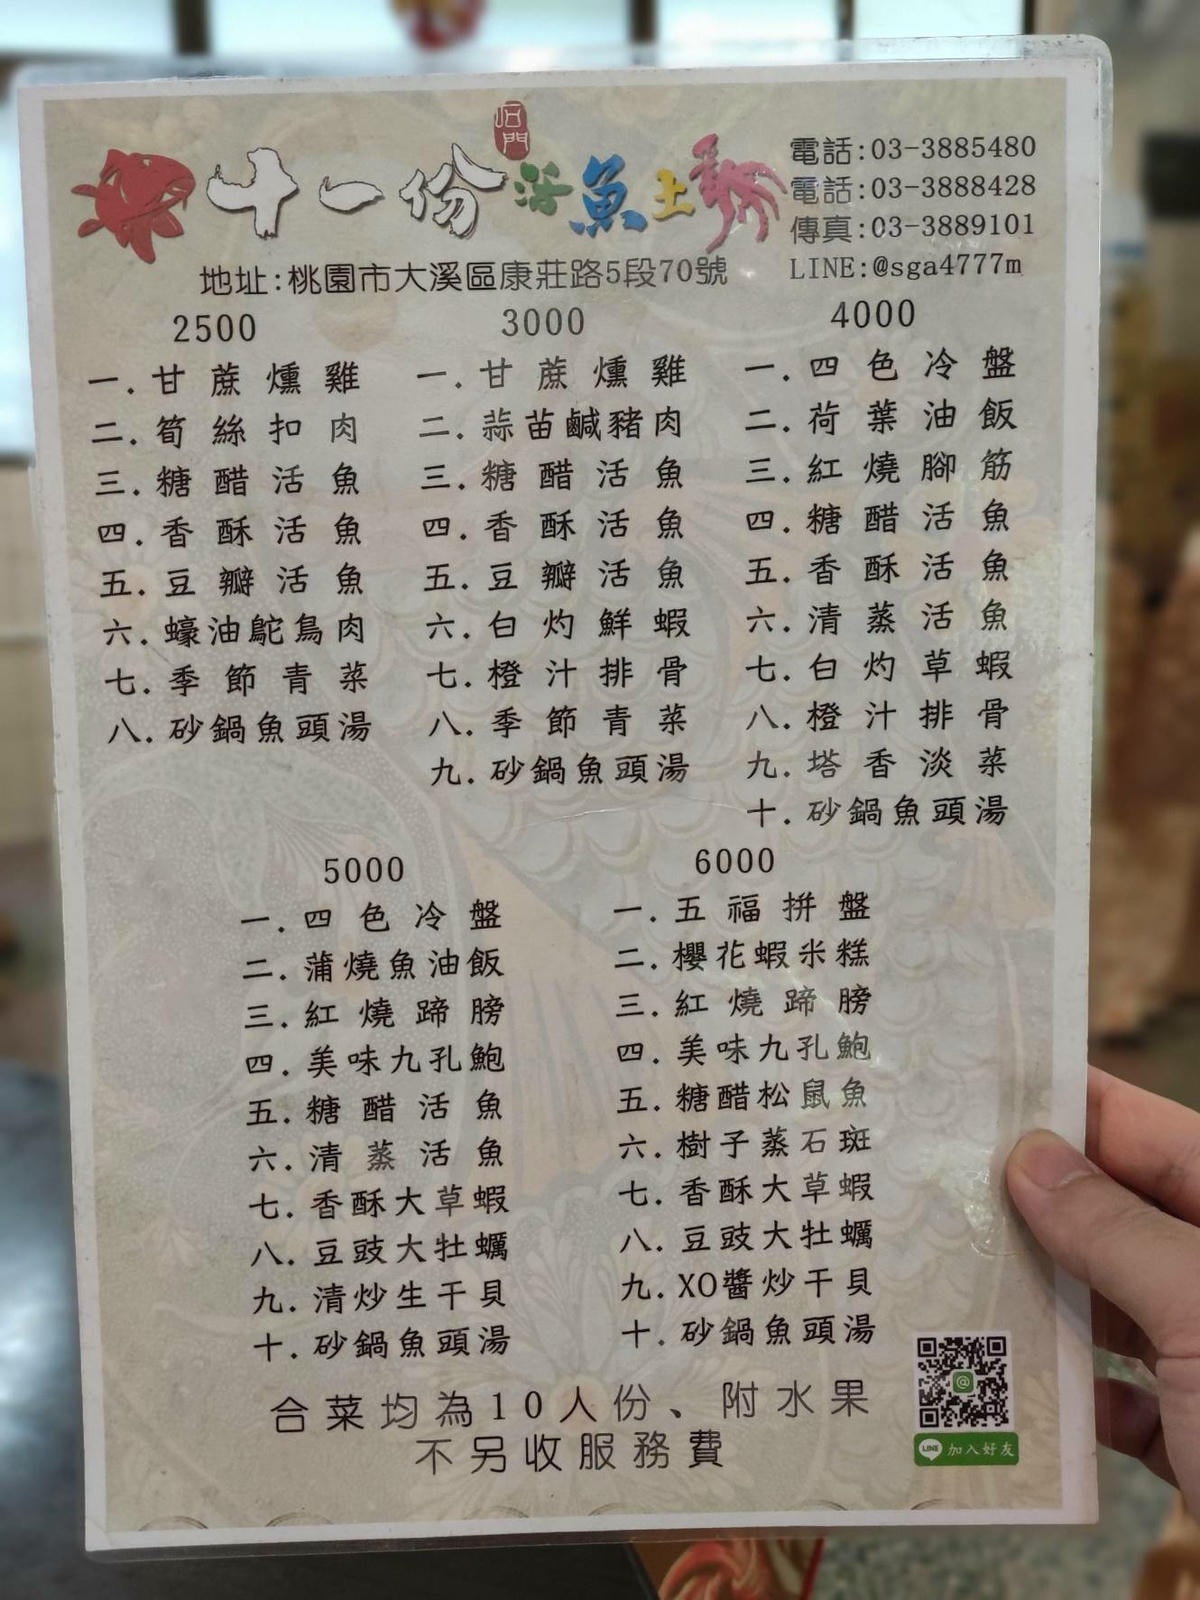 石門
十一份活魚土雞
電話:03-3885480
電話:03-3888428
傳真:03-3889101
LINE:@sga4777m
地址:桃園市大溪區康莊路5段70號
2500
一.甘蔗燻雞
二.筍絲扣肉
三.糖醋活魚
四.香酥活魚
五.豆瓣活魚
六.蠔油鴕鳥肉
七.季節青菜
八.砂鍋魚頭湯
3000
一.甘蔗燻雞
二.蒜苗鹹豬肉
三.糖醋活魚
四.香酥活魚
五.豆瓣活魚
六.白灼鮮蝦
七.橙汁排骨
八.季節青菜
九.砂鍋魚頭湯
4000
一.四色冷盤
二.荷葉油飯
三.紅燒腳筋
四.糖醋活魚
五.香酥活魚
六.清蒸活魚
七.白灼草蝦
八.橙汁排骨
九.塔香淡菜
十.砂鍋魚頭湯
5000
一.四色冷盤
二.蒲燒魚油飯
三.紅燒蹄膀
四.美味九孔鮑
五.糖醋活魚
六.清蒸活魚
七.香酥大草蝦
八.豆豉大牡蠣
九.清炒生干貝
十.砂鍋魚頭湯
6000
一.五福拼盤
二.櫻花蝦米糕
三.紅燒蹄膀
四.美味九孔鮑
五.糖醋松鼠魚
六.樹子蒸石斑
七.香酥大草蝦
八.豆豉大牡蠣
九.XO醬炒干貝
十.砂鍋魚頭湯
合菜均為10人份、附水果
不另收服務費
LINE 加入好友